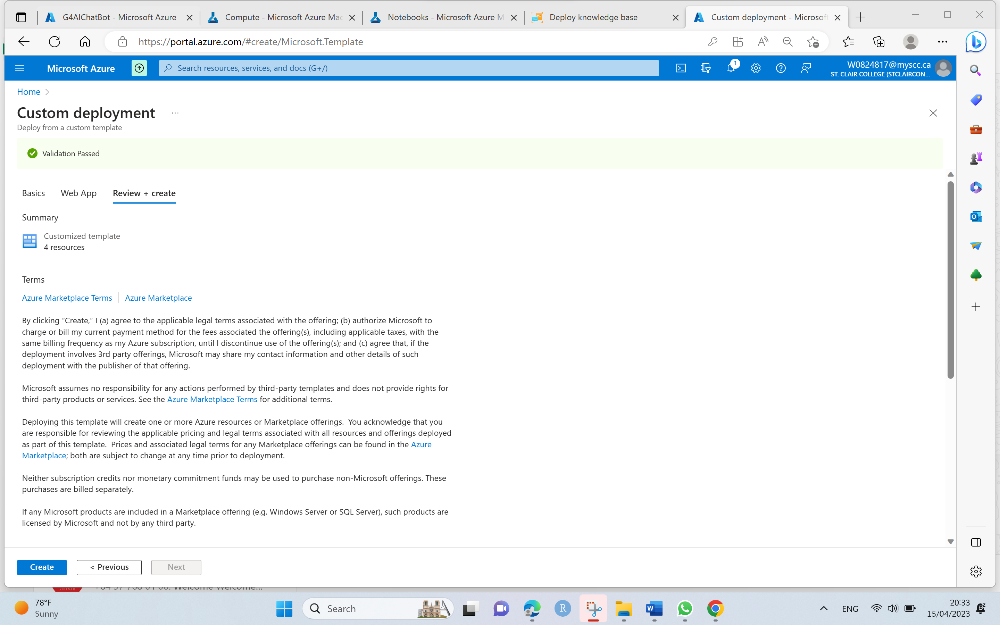 G4AIChatBot - Microsoft Azure
Compute - Microsoft Azure Mac
Notebooks - Microsoft Azure M
Deploy knowledge base
Custom deployment - Microsoft
https://portal.azure.com/#create/Microsoft.Template
Microsoft Azure
Search resources, services, and docs (G+/)
1
W0824817@myscc.ca
ST. CLAIR COLLEGE (STCLAIRCON...
Home
Custom deployment
...
Deploy from a custom template
Validation Passed
Basics
Web App
Review + create
Summary
Customized template
4 resources
Terms
Azure Marketplace Terms
Azure Marketplace
By clicking “Create,” I (a) agree to the applicable legal terms associated with the offering; (b) authorize Microsoft to
charge or bill my current payment method for the fees associated the offering(s), including applicable taxes, with the
same billing frequency as my Azure subscription, until I discontinue use of the offering(s); and (c) agree that, if the
deployment involves 3rd party offerings, Microsoft may share my contact information and other details of such
deployment with the publisher of that offering.
Microsoft assumes no responsibility for any actions performed by third-party templates and does not provide rights for
third-party products or services. See the Azure Marketplace Terms for additional terms.
Deploying this template will create one or more Azure resources or Marketplace offerings.  You acknowledge that you
are responsible for reviewing the applicable pricing and legal terms associated with all resources and offerings deployed
as part of this template.  Prices and associated legal terms for any Marketplace offerings can be found in the Azure
Marketplace; both are subject to change at any time prior to deployment.
Neither subscription credits nor monetary commitment funds may be used to purchase non-Microsoft offerings. These
purchases are billed separately.
If any Microsoft products are included in a Marketplace offering (e.g. Windows Server or SQL Server), such products are
licensed by Microsoft and not by any third party.
Create
< Previous
Next
VIETNAM
Welcome Welcome...
78°F
Sunny
Search
ENG
20:33
15/04/2023